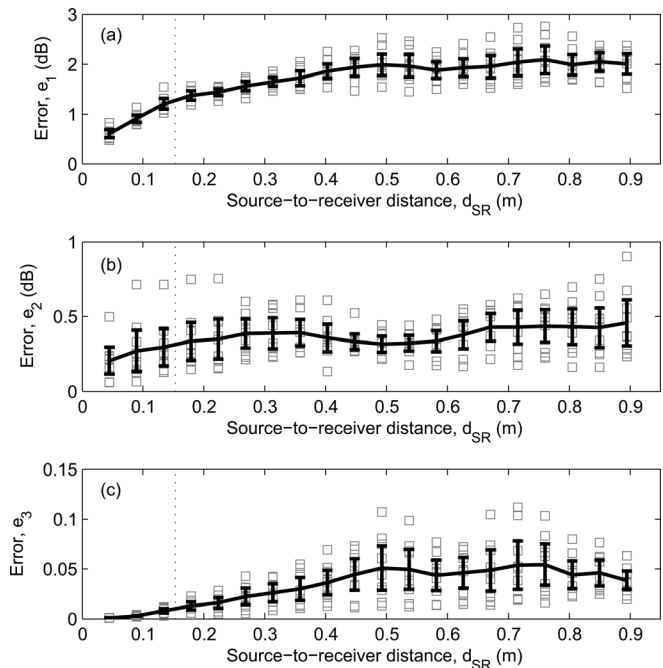 3
(a)
2
Error, e1 (dB)
1
0
0 0.1 0.2 0.3 0.4 0.5 0.6 0.7 0.8 0.9
Source-to-receiver distance, dSR (m)
1
(b)
Error, e2 (dB)
0.5
0
0 0.1 0.2 0.3 0.4 0.5 0.6 0.7 0.8 0.9
Source-to-receiver distance, dSR (m)
0.15
(c)
0.1
Error, e3
0.05
0
0 0.1 0.2 0.3 0.4 0.5 0.6 0.7 0.8 0.9
Source-to-receiver distance, dSR (m)